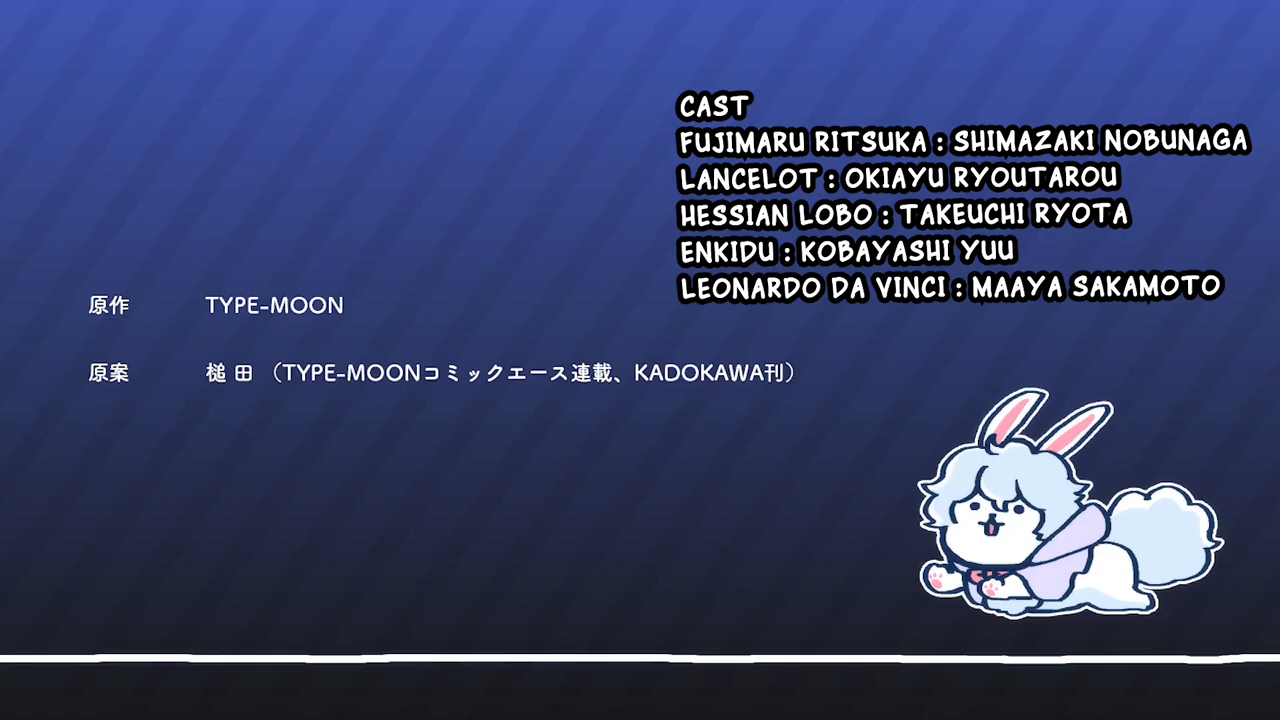 CAST
FUJIMARU RITSUKA : SHIMAZAKI NOBUNAGA
LANCELOT : OKIAYU RYOUTAROU
HESSIAN LOBO : TAKEUCHI RYOTA
ENKIDU : KOBAYASHI YUU
LEONARDO DA VINCI : MAAYA SAKAMOTO
原作 TYPE-MOON
原案 槌田 （TYPE-MOONコミックエース連載、KADOKAWA刊）